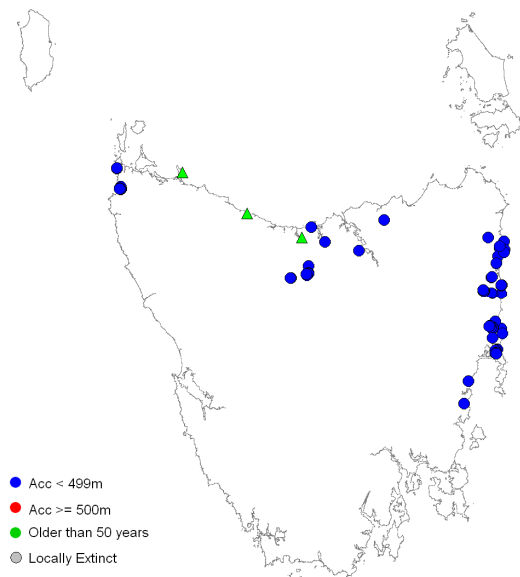 Acc < 499m
Acc >= 500m
Older than 50 years
Locally Extinct